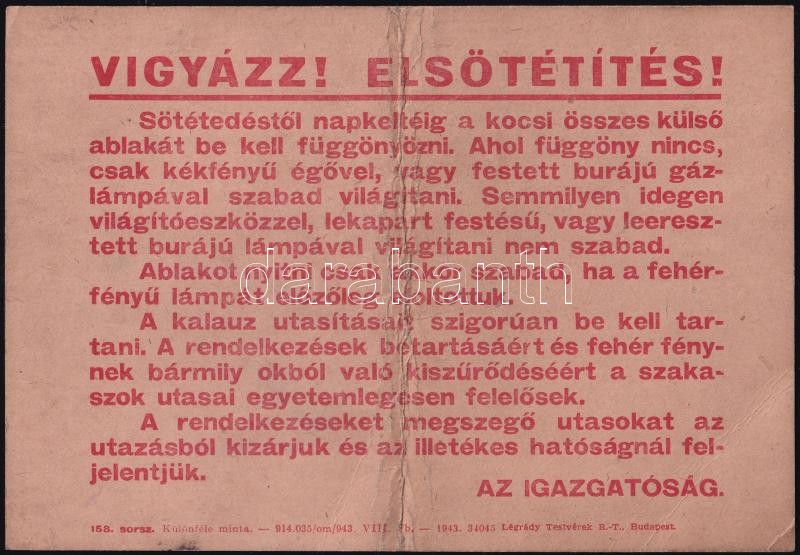 VIGYÁZZ! ELSÖTÉTÍTÉS!
Sötétedéstől napkeltéig a kocsi összes külső
ablakát be kell függönyözni. Ahol függöny nincs,
csak kékfényű égővel, vagy festett burájú gáz-
lámpával szabad világítani. Semmilyen idegen
világítóeszközzel, lekapart festésű, vagy leeresz-
tett burájú lámpával világítani nem szabad.
Ablakot nyitni csak akkor szabad, ha a fehér-
fényű lámpát előzőleg eloltottuk.
darabanth
A kalauz utasításait szigorúan be kell tar-
tani. A rendelkezések betartásáért és fehér fény-
nek bármily okból való kiszűrődéséért a szaka-
szok utasai egyetemlegesen felelősek.
A rendelkezéseket megszegő utasokat az
utazásból kizárjuk és az illetékes hatóságnál fel-
jelentjük.
AZ IGAZGATÓSÁG.
158. sorsz. Különféle minta. — 914.035/om/943. VIII. — 1943. 34045 Légrády Testvérek R.-T., Budapest.